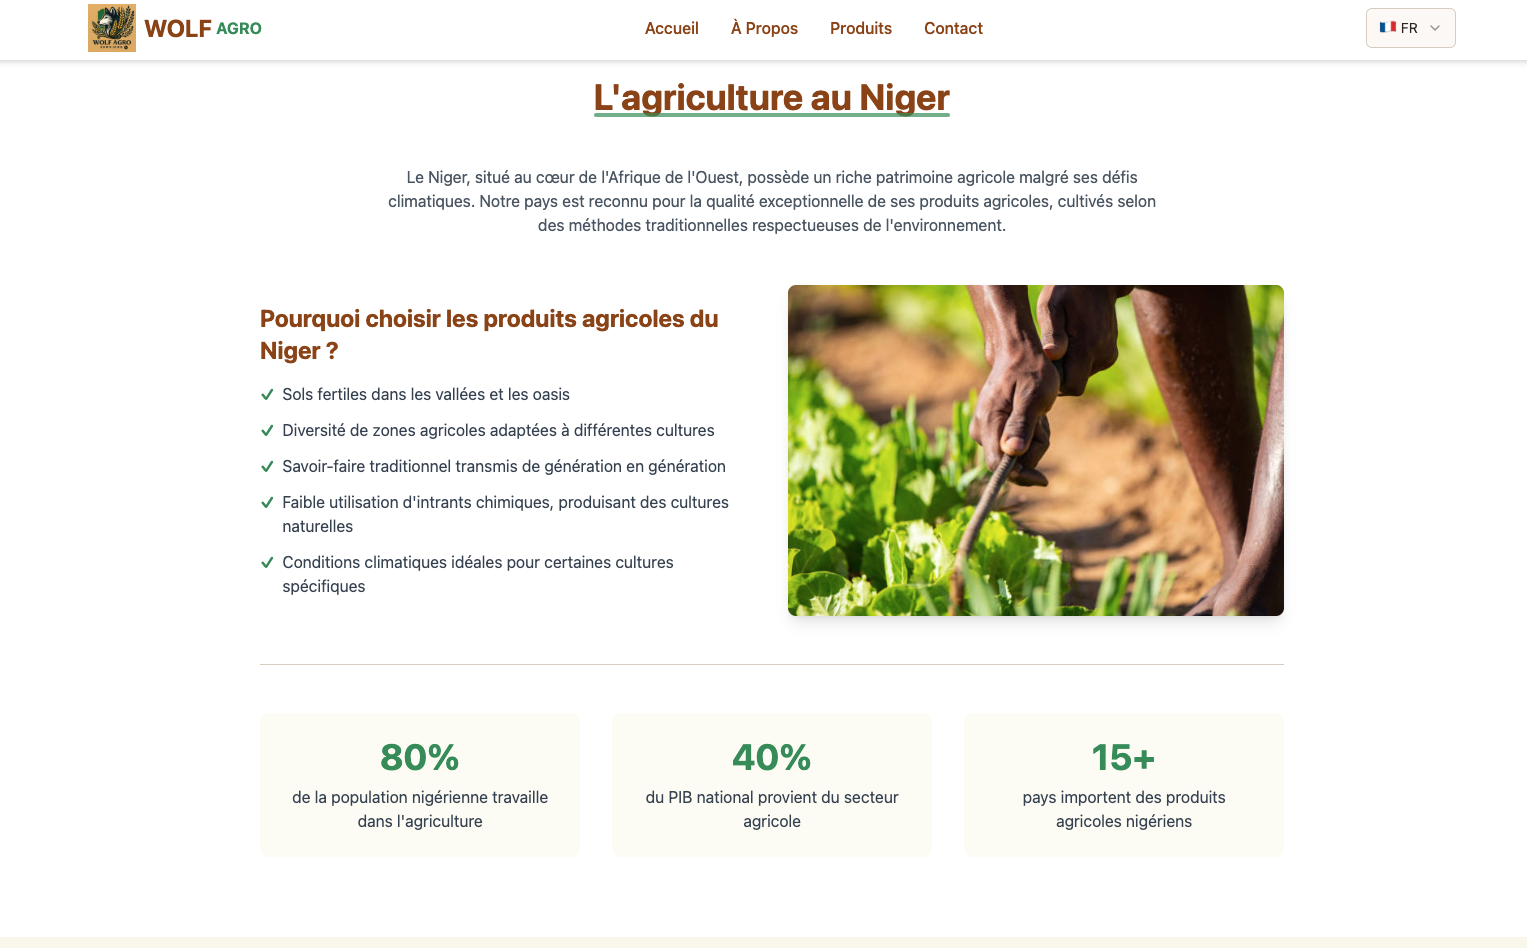 WOLF AGRO
WOLF AGRO
Accueil
À Propos
Produits
Contact
FR
L'agriculture au Niger
Le Niger, situé au cœur de l'Afrique de l'Ouest, possède un riche patrimoine agricole malgré ses défis
climatiques. Notre pays est reconnu pour la qualité exceptionnelle de ses produits agricoles, cultivés selon
des méthodes traditionnelles respectueuses de l'environnement.
Pourquoi choisir les produits agricoles du
Niger ?
Sols fertiles dans les vallées et les oasis
Diversité de zones agricoles adaptées à différentes cultures
Savoir-faire traditionnel transmis de génération en génération
Faible utilisation d'intrants chimiques, produisant des cultures
naturelles
Conditions climatiques idéales pour certaines cultures
spécifiques
80%
de la population nigérienne travaille
dans l'agriculture
40%
du PIB national provient du secteur
agricole
15+
pays importent des produits
agricoles nigériens